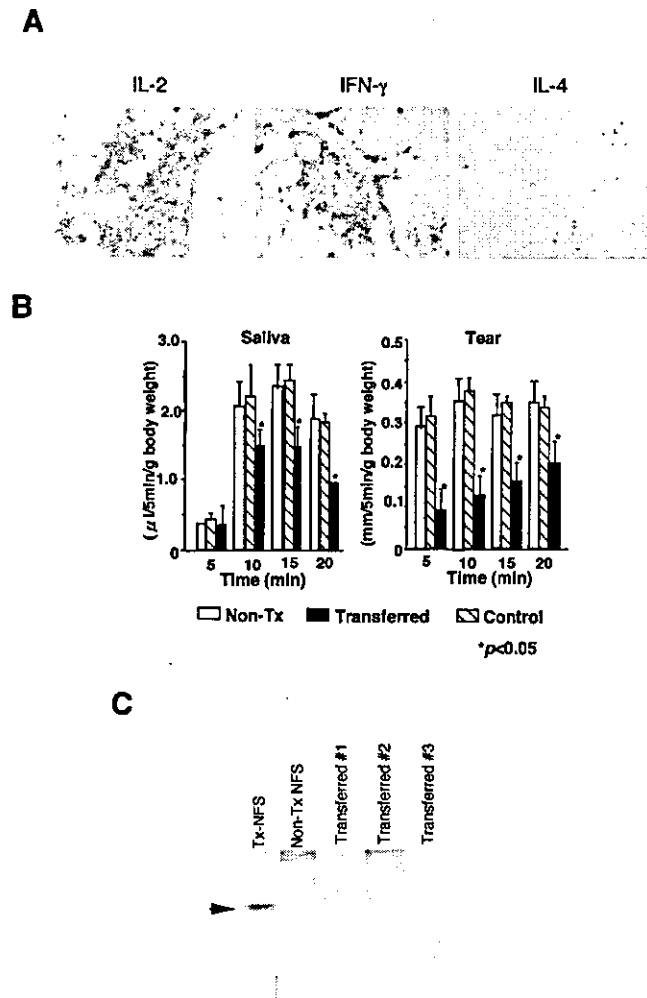 A
IL-2 IFN-γ IL-4
B
Saliva
(μl/5min/g body weight)
3.0
2.0
1.0
0
5 10 15 20
Time (min)
Tear
(mm/5min/g body weight)
0.5
0.4
0.3
0.2
0.1
0
5 10 15 20
Time (min)
* * *
* * * *
Non-Tx Transferred Control
*p<0.05
C
Tx-NFS
Non-Tx NFS
Transferred #1
Transferred #2
Transferred #3